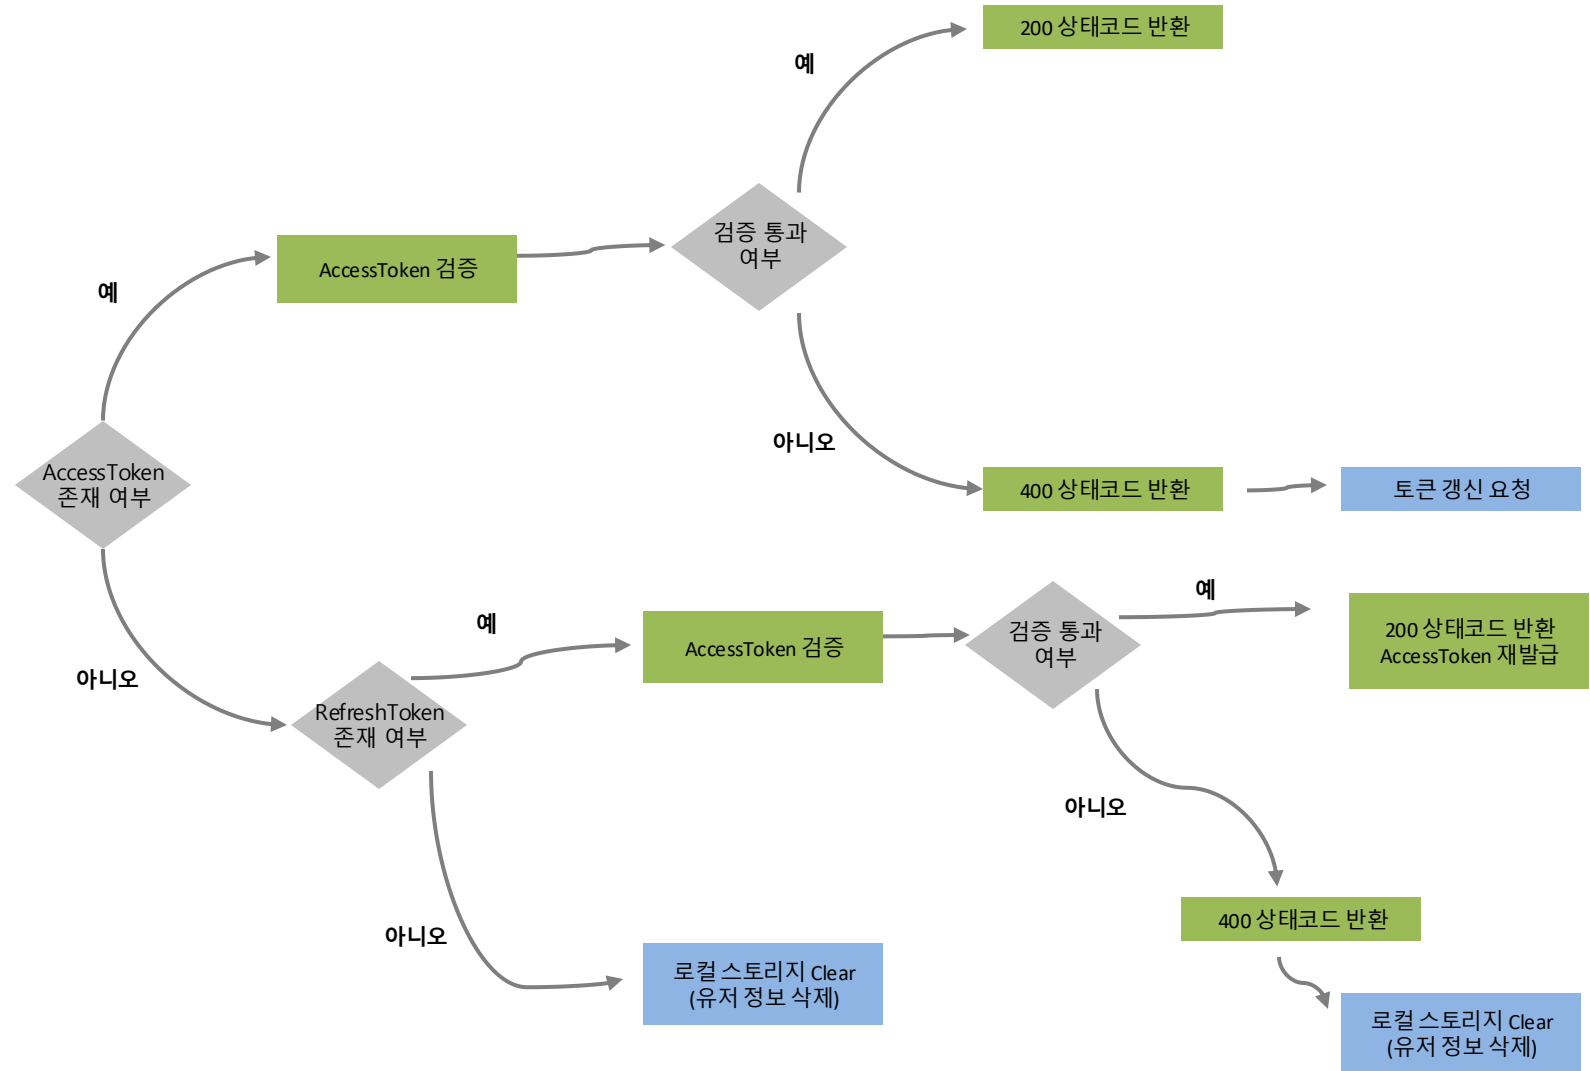 200 상태코드 반환
예
검증 통과
여부
AccessToken 검증
예
아니오
AccessToken
존재 여부
400 상태코드 반환
토큰 갱신 요청
예
예
200 상태코드 반환
AccessToken 재발급
AccessToken 검증
검증 통과
여부
아니오
RefreshToken
존재 여부
아니오
400 상태코드 반환
아니오
로컬 스토리지 Clear
(유저 정보 삭제)
로컬 스토리지 Clear
(유저 정보 삭제)